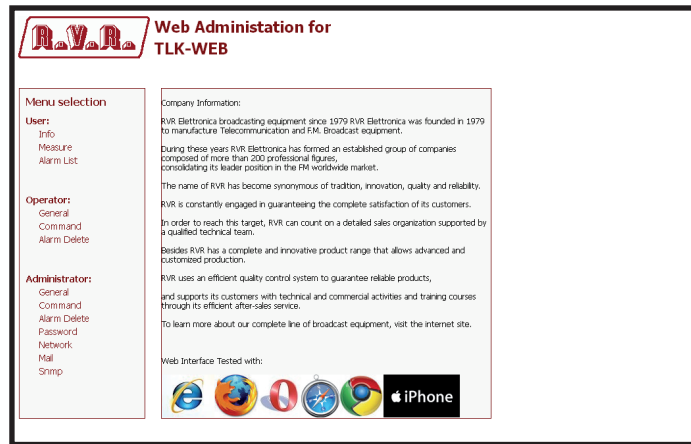 R.V.R.
Web Administation for
TLK-WEB
Menu selection
User:
Info
Measure
Alarm List
Operator:
General
Command
Alarm Delete
Administrator:
General
Command
Alarm Delete
Password
Network
Mail
Snmp
Company Information:
RVR Elettronica broadcasting equipment since 1979 RVR Elettronica was founded in 1979
to manufacture Telecommunication and F.M. Broadcast equipment.
During these years RVR Elettronica has formed an established group of companies
composed of more than 200 professional figures,
consolidating its leader position in the FM worldwide market.
The name of RVR has become synonymous of tradition, innovation, quality and reliability.
RVR is constantly engaged in guaranteeing the complete satisfaction of its customers.
In order to reach this target, RVR can count on a detailed sales organization supported by
a qualified technical team.
Besides RVR has a complete and innovative product range that allows advanced and
customized production.
RVR uses an efficient quality control system to guarantee reliable products,
and supports its customers with technical and commercial activities and training courses
through its efficient after-sales service.
To learn more about our complete line of broadcast equipment, visit the internet site.
Web Interface Tested with:
iPhone